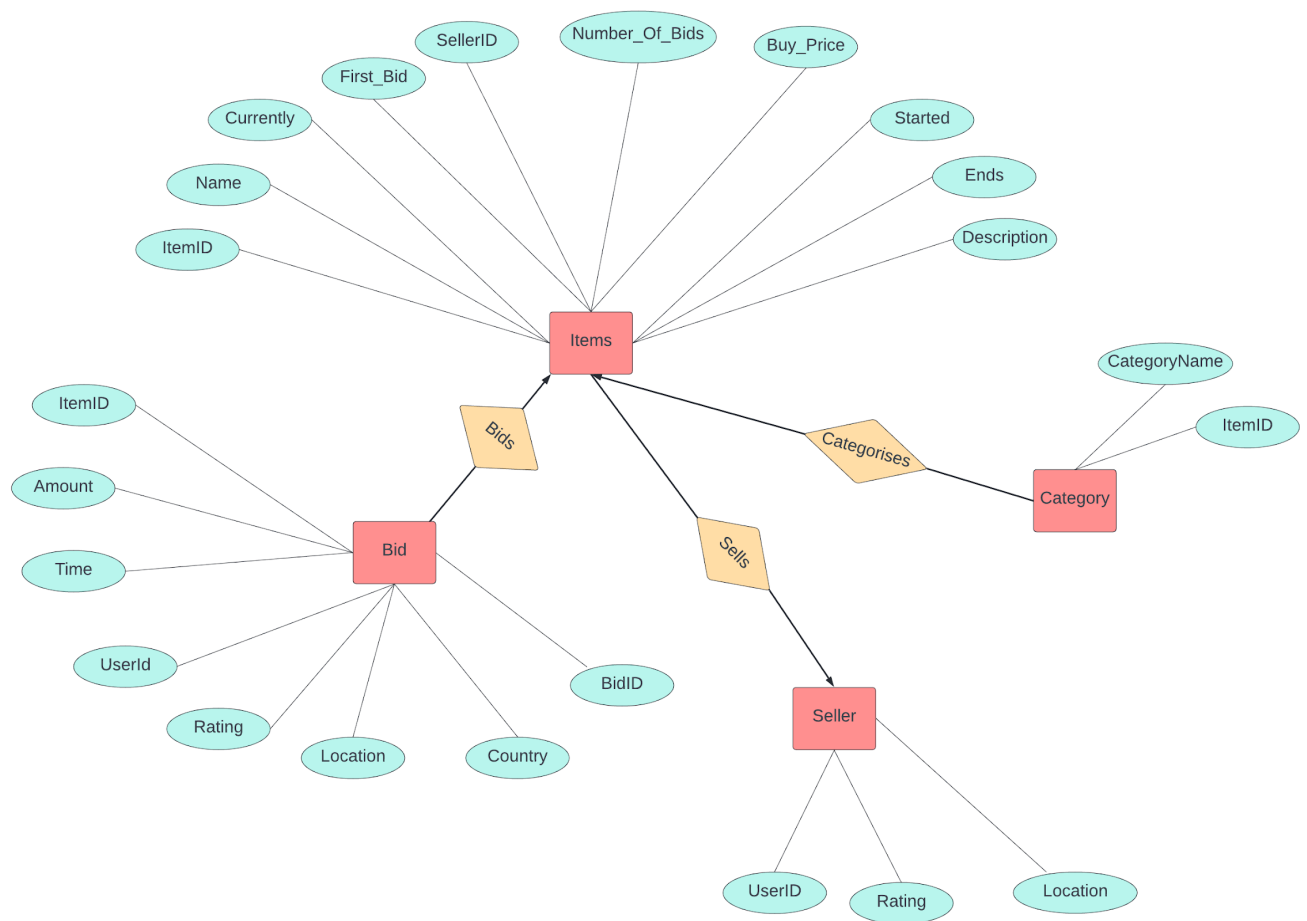 Number_Of_Bids
SellerID
Buy_Price
First_Bid
Currently
Started
Name
Ends
ItemID
Description
Items
CategoryName
ItemID
ItemID
Bids
Categorises
Amount
Category
Bid
Sells
Time
UserId
BidID
Rating
Seller
Location
Country
UserID
Rating
Location